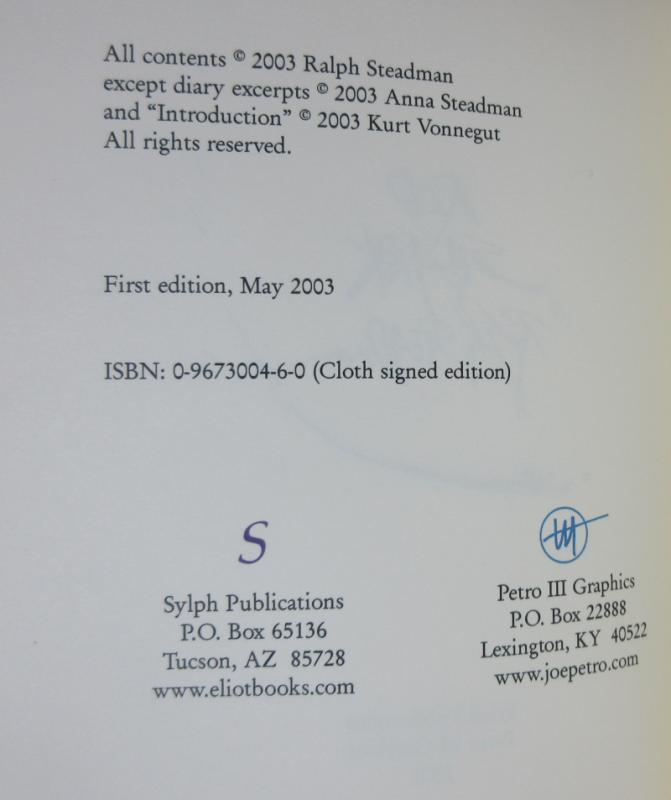 All contents © 2003 Ralph Steadman
except diary excerpts © 2003 Anna Steadman
and “Introduction” © 2003 Kurt Vonnegut
All rights reserved.
First edition, May 2003
ISBN: 0-9673004-6-0 (Cloth signed edition)
S
Sylph Publications
P.O. Box 65136
Tucson, AZ 85728
www.eliotbooks.com
Petro III Graphics
P.O. Box 22888
Lexington, KY 40522
www.joepetro.com